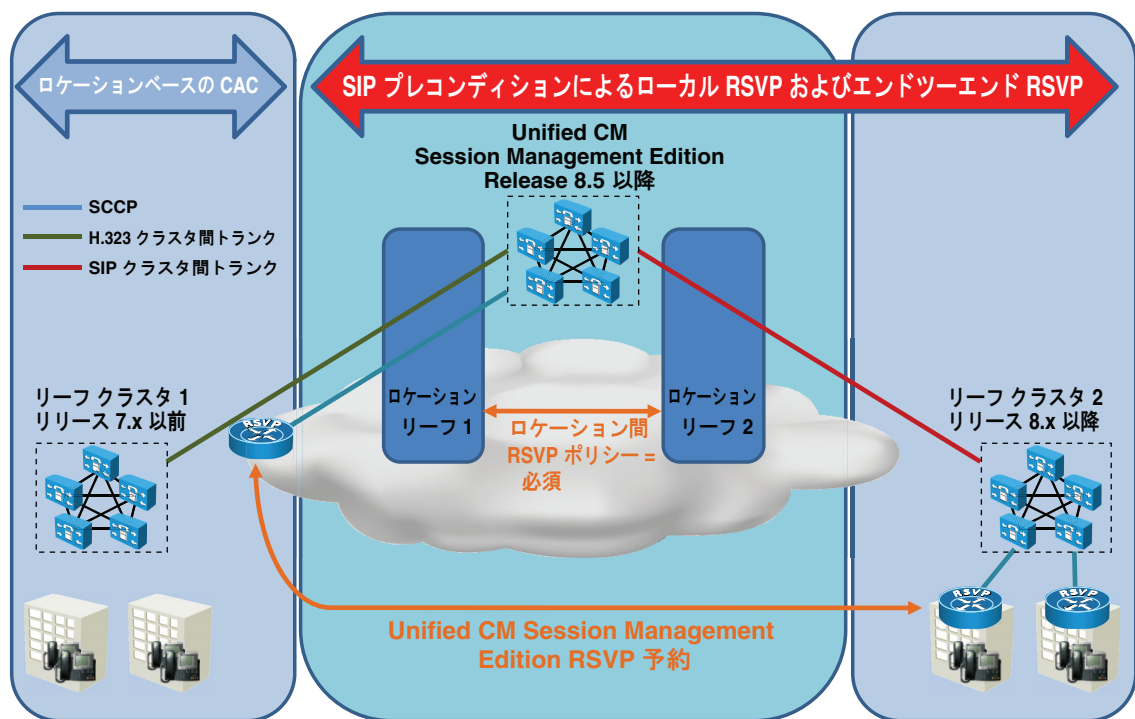 ロケーションベースの CAC
SIP プレコンディションによるローカル RSVP およびエンドツーエンド RSVP
Unified CM
Session Management Edition
Release 8.5 以降
SCCP
H.323 クラスタ間トランク
SIP クラスタ間トランク
リーフ クラスタ 1
リリース 7.x 以前
RSVP
ロケーション
リーフ 1
ロケーション間
RSVP ポリシー =
必須
ロケーション
リーフ 2
リーフ クラスタ 2
リリース 8.x 以降
RSVP
RSVP
Unified CM Session Management
Edition RSVP 予約